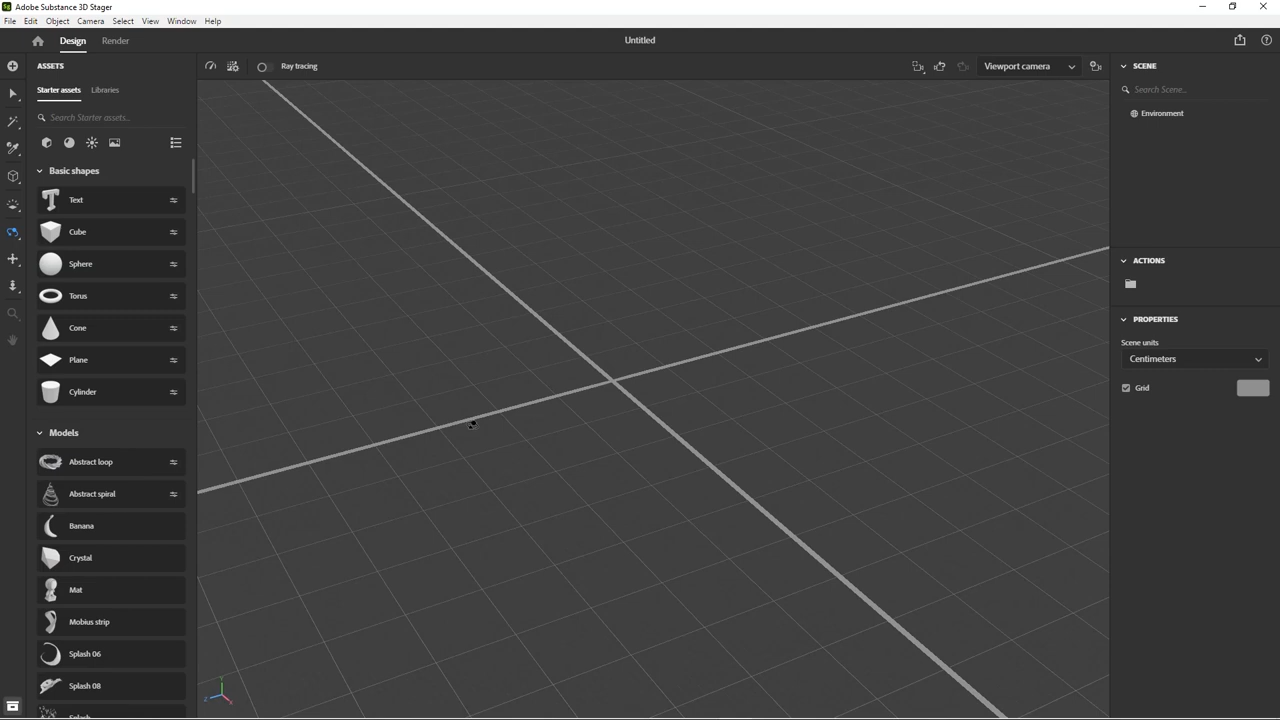 Adobe Substance 3D Stager
File Edit Object Camera Select View Window Help
Design Render Untitled
ASSETS
Starter assets Libraries
Search Starter assets...
Basic shapes
Text
Cube
Sphere
Torus
Cone
Plane
Cylinder
Models
Abstract loop
Abstract spiral
Banana
Crystal
Mat
Mobius strip
Splash 06
Splash 08
Splash
Ray tracing
Viewport camera
SCENE
Search Scene...
Environment
ACTIONS
PROPERTIES
Scene units
Centimeters
Grid